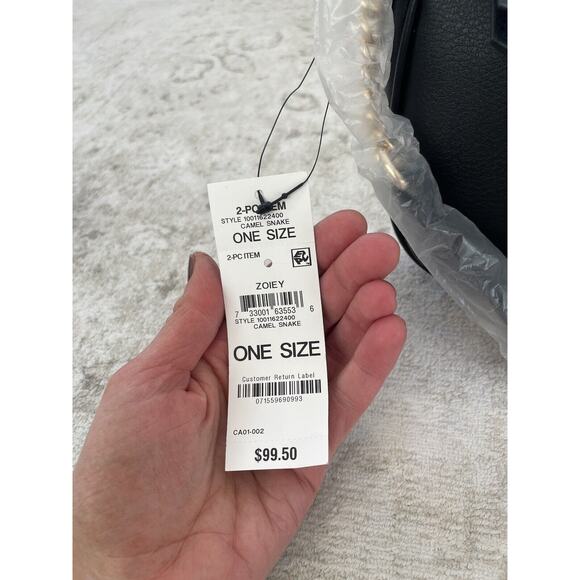 2-PC ITEM
STYLE 10011622400
CAMEL SNAKE
ONE SIZE
2-PC ITEM
ZOIEY
7 33001 63553 6
STYLE 10011622400
CAMEL SNAKE
ONE SIZE
Customer Return Label
071559690993
CA01-002
$99.50